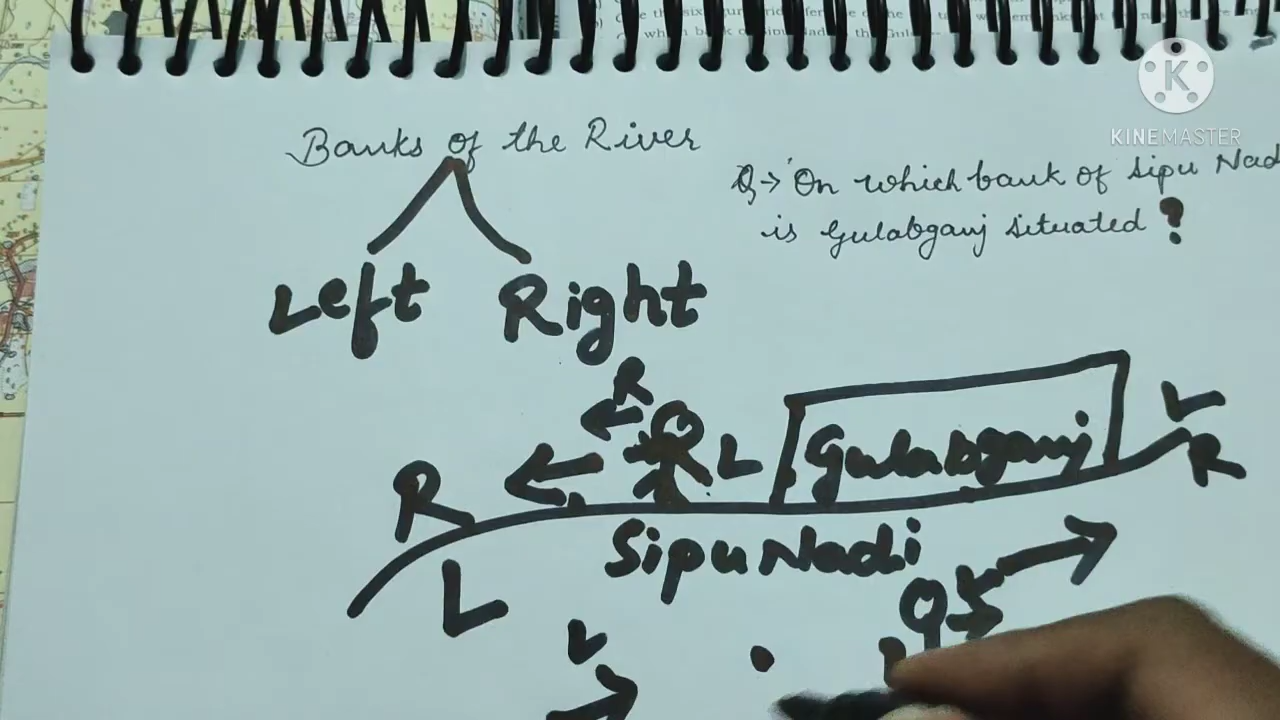 KINEMASTER
K
Banks of the River
Q→ On which bank of Sipu Nad
is Gulabganj situated ?
Left Right
R
R
L
Gulabganj
L
R
Sipu Nadi
L
95
L